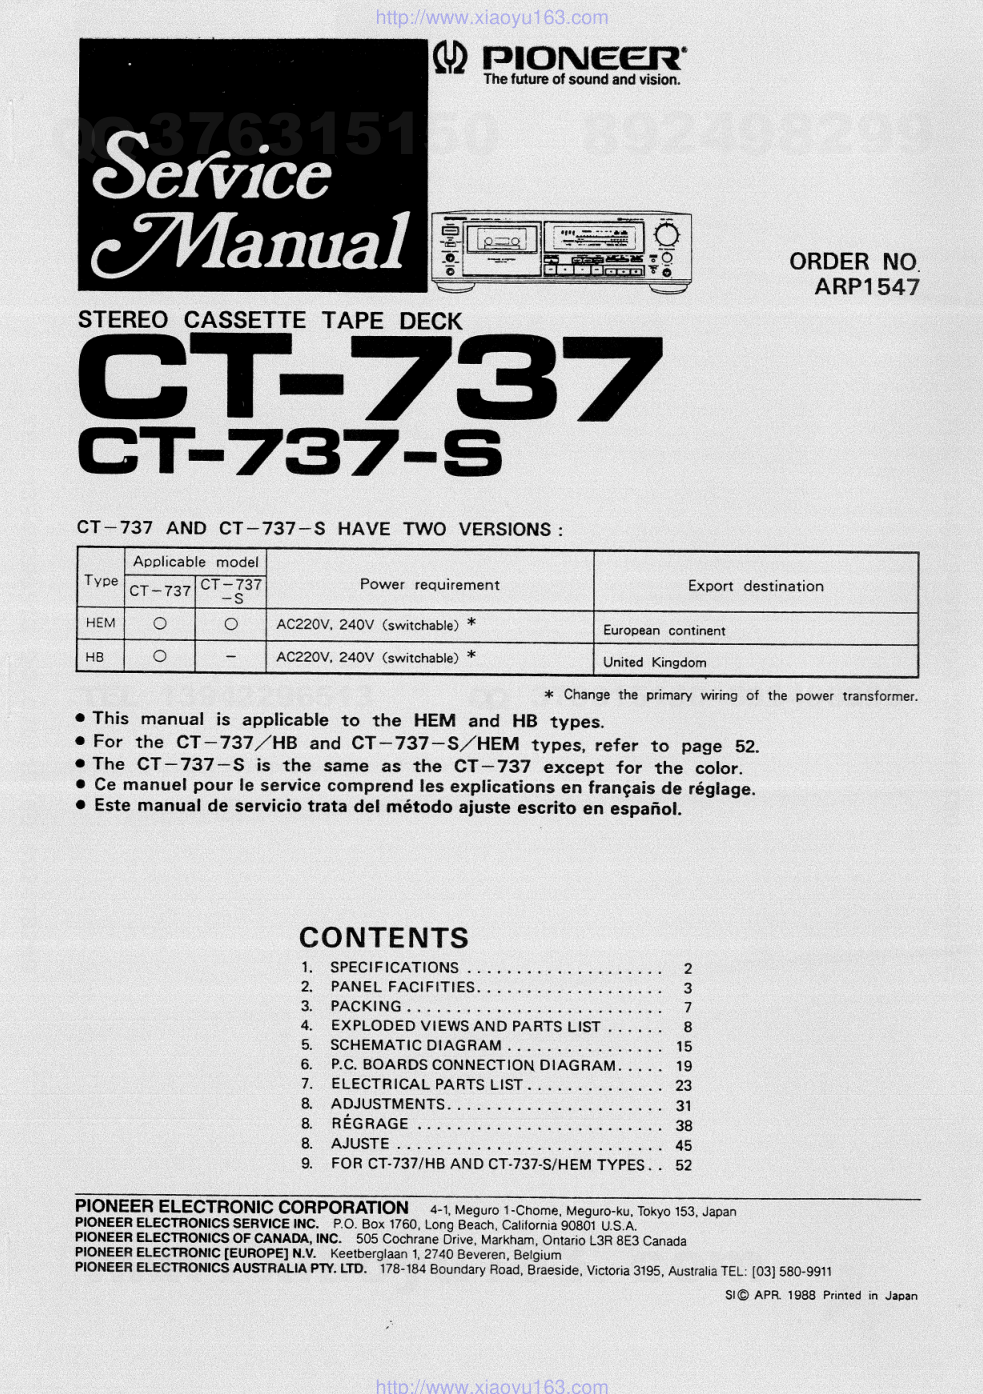 http://www.xiaoyu163.com
PIONEER®
The future of sound and vision.
QQ 376315150 892498299
Service
Manual
ORDER NO.
ARP1547
STEREO CASSETTE TAPE DECK
CT-737
CT-737-S
CT-737 AND CT-737-S HAVE TWO VERSIONS :
Type | Applicable model | Power requirement | Export destination
CT-737 | CT-737-S
HEM | ○ | ○ | AC220V, 240V (switchable) * | European continent
HB | ○ | – | AC220V, 240V (switchable) * | United Kingdom
* Change the primary wiring of the power transformer.
● This manual is applicable to the HEM and HB types.
● For the CT-737/HB and CT-737-S/HEM types, refer to page 52.
● The CT-737-S is the same as the CT-737 except for the color.
● Ce manuel pour le service comprend les explications en français de réglage.
● Este manual de servicio trata del método ajuste escrito en español.
CONTENTS
1. SPECIFICATIONS .................... 2
2. PANEL FACIFITIES................... 3
3. PACKING.......................... 7
4. EXPLODED VIEWS AND PARTS LIST ...... 8
5. SCHEMATIC DIAGRAM ................ 15
6. P.C. BOARDS CONNECTION DIAGRAM..... 19
7. ELECTRICAL PARTS LIST.............. 23
8. ADJUSTMENTS...................... 31
8. RÉGRAGE ......................... 38
8. AJUSTE ........................... 45
9. FOR CT-737/HB AND CT-737-S/HEM TYPES.. 52
PIONEER ELECTRONIC CORPORATION 4-1, Meguro 1-Chome, Meguro-ku, Tokyo 153, Japan
PIONEER ELECTRONICS SERVICE INC. P.O. Box 1760, Long Beach, California 90801 U.S.A.
PIONEER ELECTRONICS OF CANADA, INC. 505 Cochrane Drive, Markham, Ontario L3R 8E3 Canada
PIONEER ELECTRONIC [EUROPE] N.V. Keetberglaan 1, 2740 Beveren, Belgium
PIONEER ELECTRONICS AUSTRALIA PTY. LTD. 178-184 Boundary Road, Braeside, Victoria 3195, Australia TEL: [03] 580-9911
SI © APR. 1988 Printed in Japan
http://www.xiaoyu163.com